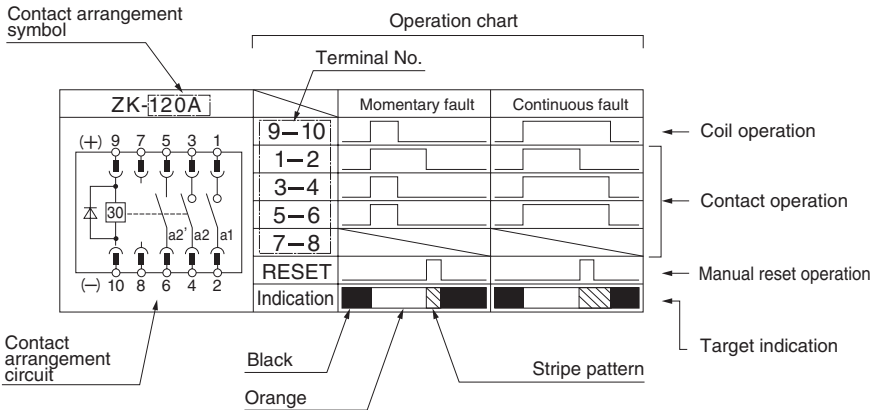 Contact arrangement
symbol
Operation chart
Terminal No.
ZK-120A
Momentary fault
Continuous fault
9–10
Coil operation
(+) 9 7 5 3 1
1–2
3–4
Contact operation
30
a2' a2 a1
5–6
7–8
RESET
Manual reset operation
(–) 10 8 6 4 2
Indication
Contact
arrangement
circuit
Black
Stripe pattern
Target indication
Orange